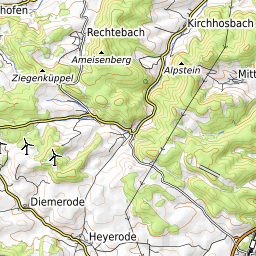 hofen
Kirchhosbach
Rechtebach
Ameisenberg
Alpstein
Ziegenküppel
Mitt
Diemerode
Heyerode